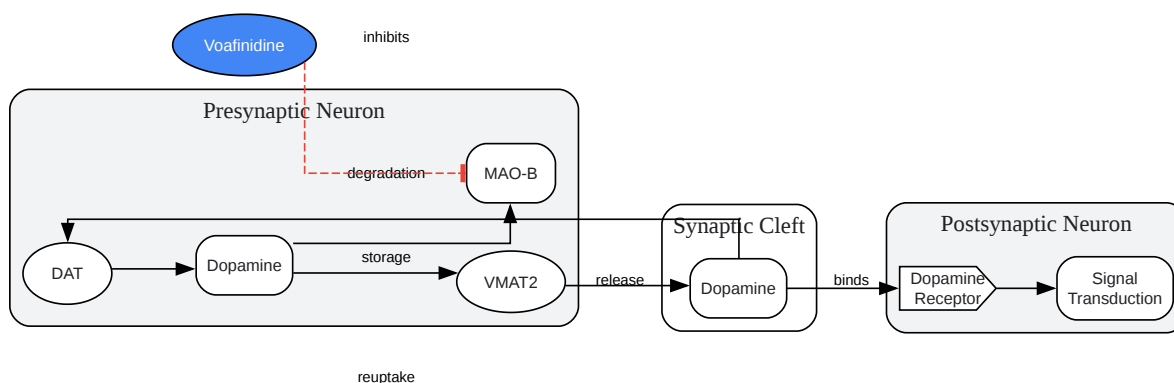 Voafinidine
inhibits
Presynaptic Neuron
degradation
MAO-B
Synaptic Cleft
Postsynaptic Neuron
DAT
Dopamine
storage
VMAT2
release
Dopamine
binds
Dopamine
Receptor
Signal
Transduction
reuptake